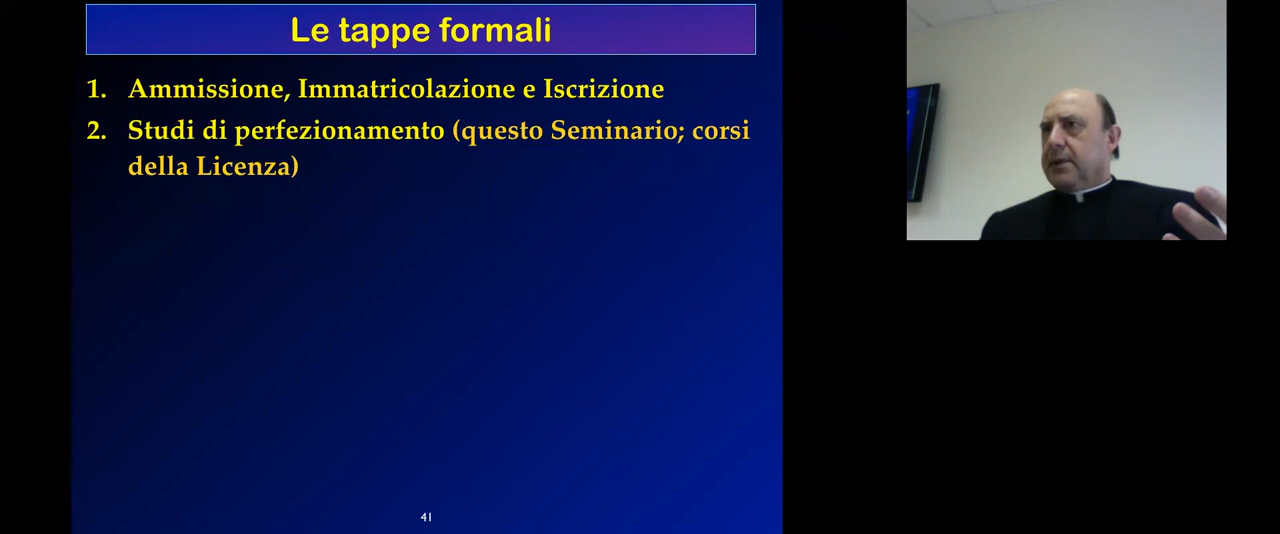 Le tappe formali
1. Ammissione, Immatricolazione e Iscrizione
2. Studi di perfezionamento (questo Seminario; corsi
della Licenza)
41